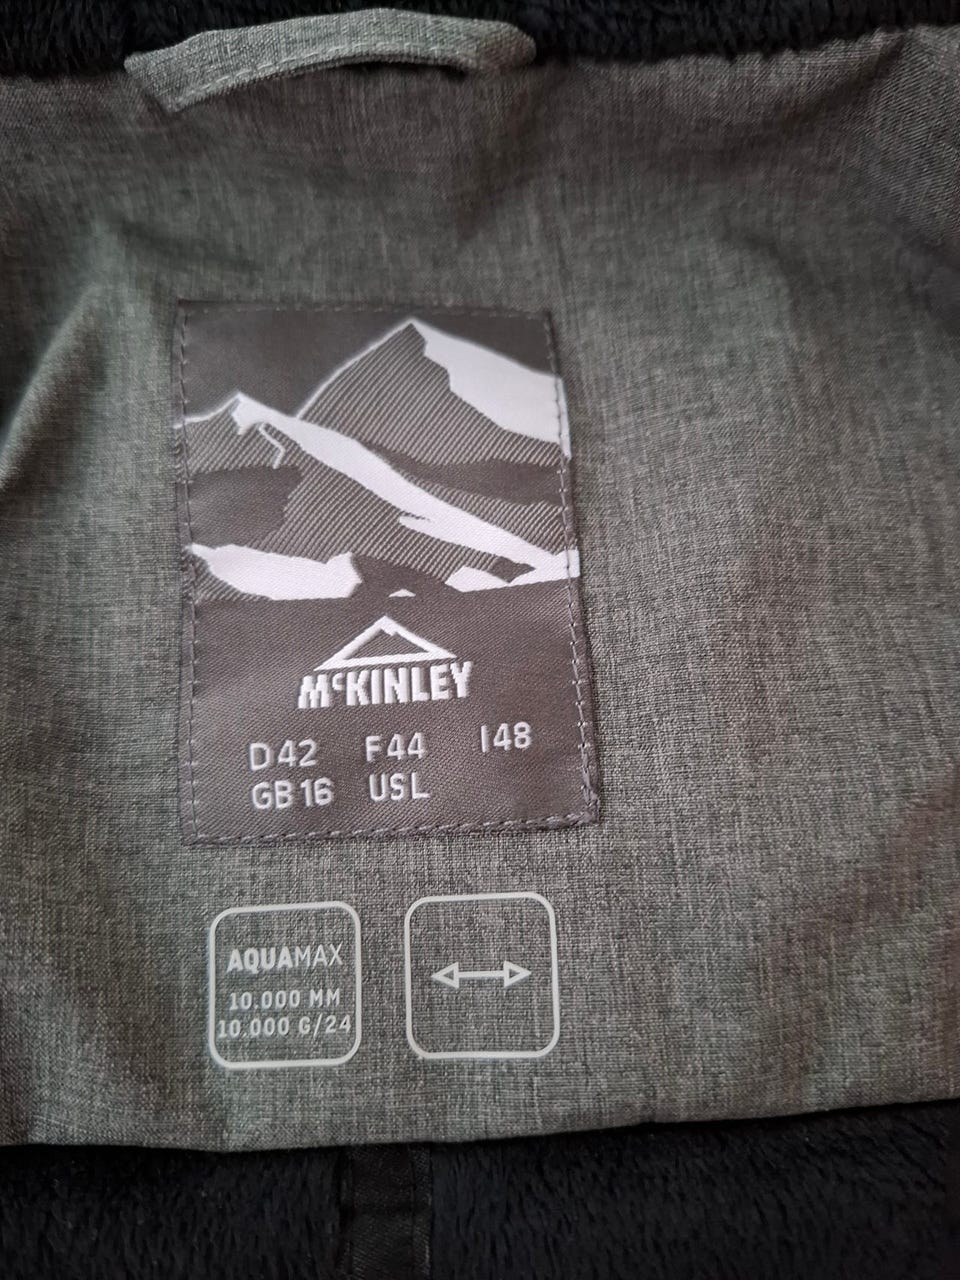 McKINLEY
D42 F44 I48
GB16 USL
AQUAMAX
10.000 MM
10.000 G/24